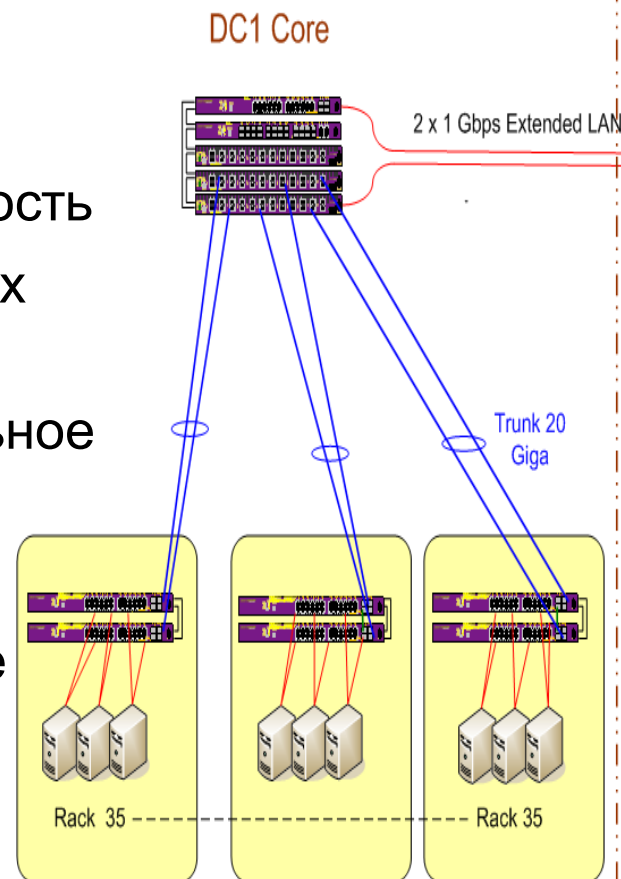 DC1 Core
2 x 1 Gbps Extended LAN
ость
х
ьное
Trunk 20
Giga
е
Rack 35
Rack 35